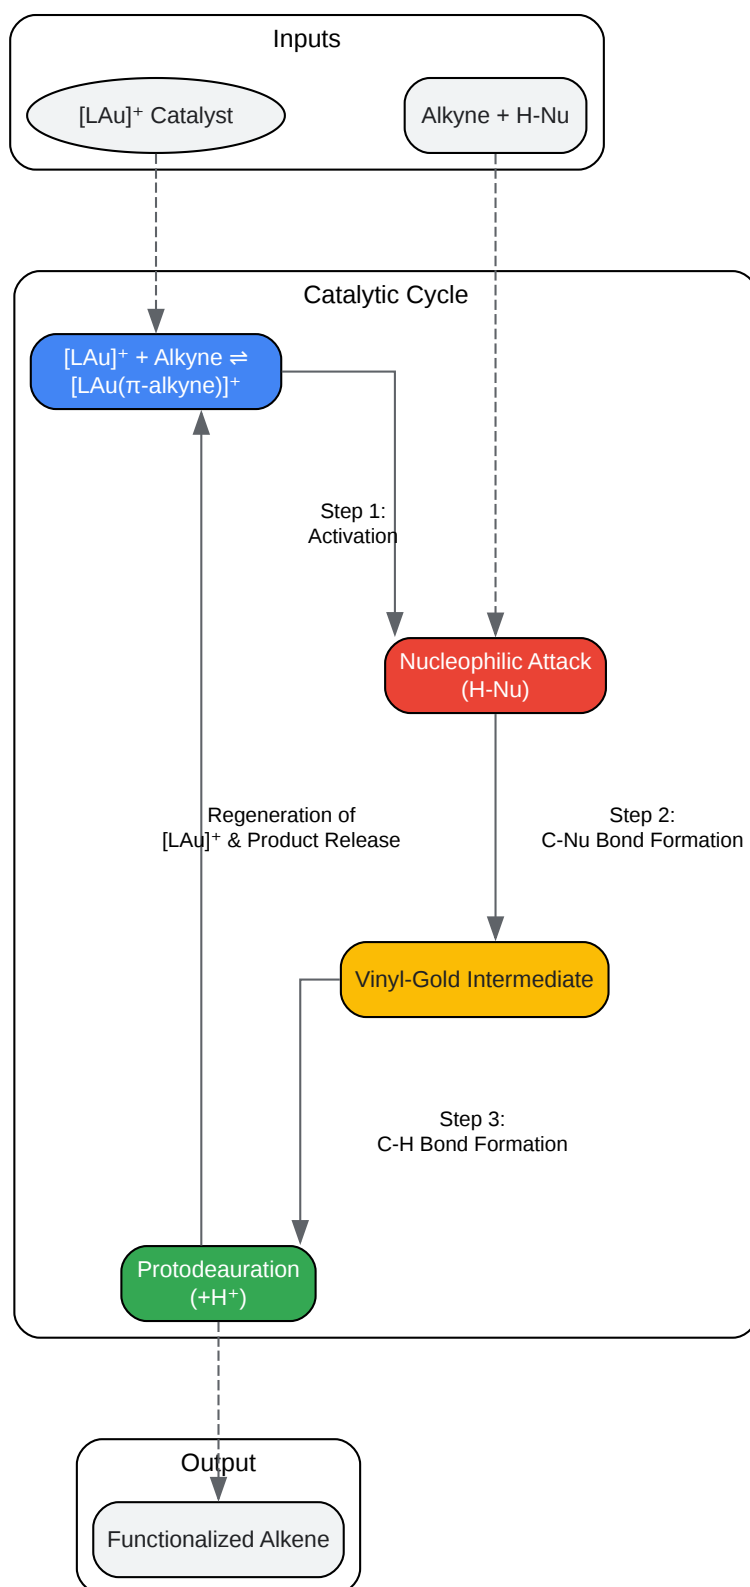 Inputs
[LAu]⁺ Catalyst
Alkyne + H-Nu
Catalytic Cycle
[LAu]⁺ + Alkyne ⇌
[LAu(π-alkyne)]⁺
Step 1:
Activation
Nucleophilic Attack
(H-Nu)
Regeneration of
[LAu]⁺ & Product Release
Step 2:
C-Nu Bond Formation
Vinyl-Gold Intermediate
Step 3:
C-H Bond Formation
Protodeauration
(+H⁺)
Output
Functionalized Alkene